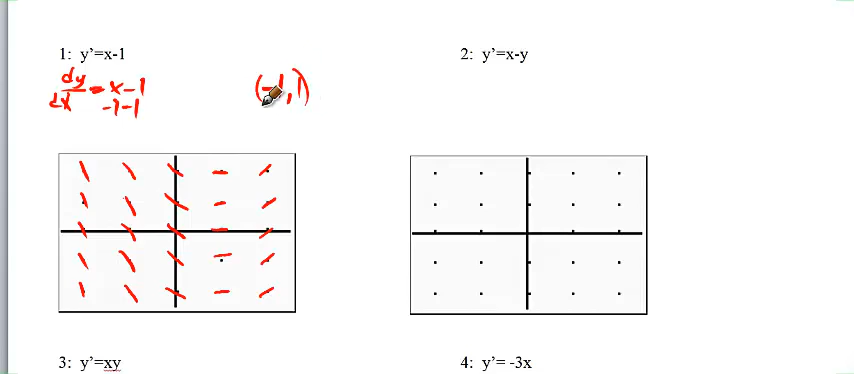 1: y’=x-1
dy/dx = x-1
-1-1
(-1,1)
2: y’=x-y
3: y’=xy
4: y’= -3x